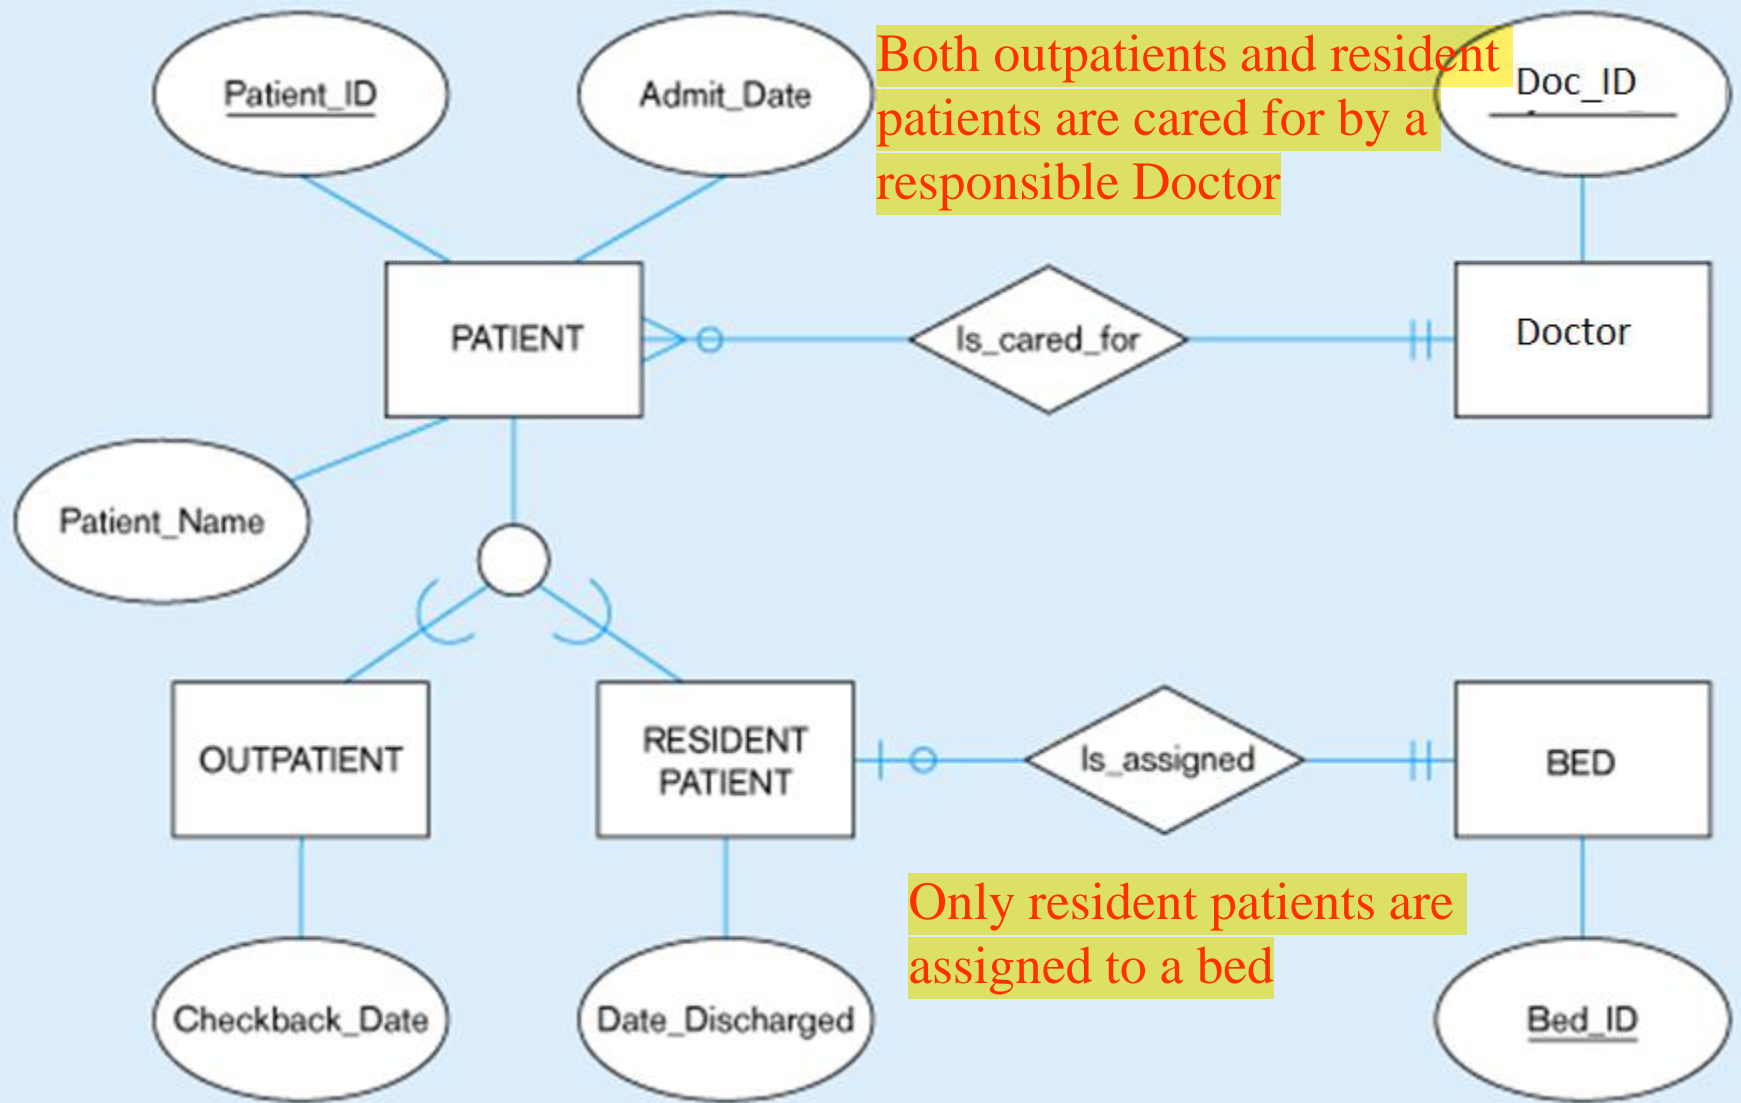 Patient_ID
Admit_Date
Both outpatients and resident
patients are cared for by a
responsible Doctor
Doc_ID
PATIENT
Is_cared_for
Doctor
Patient_Name
OUTPATIENT
RESIDENT
PATIENT
Is_assigned
BED
Only resident patients are
assigned to a bed
Checkback_Date
Date_Discharged
Bed_ID